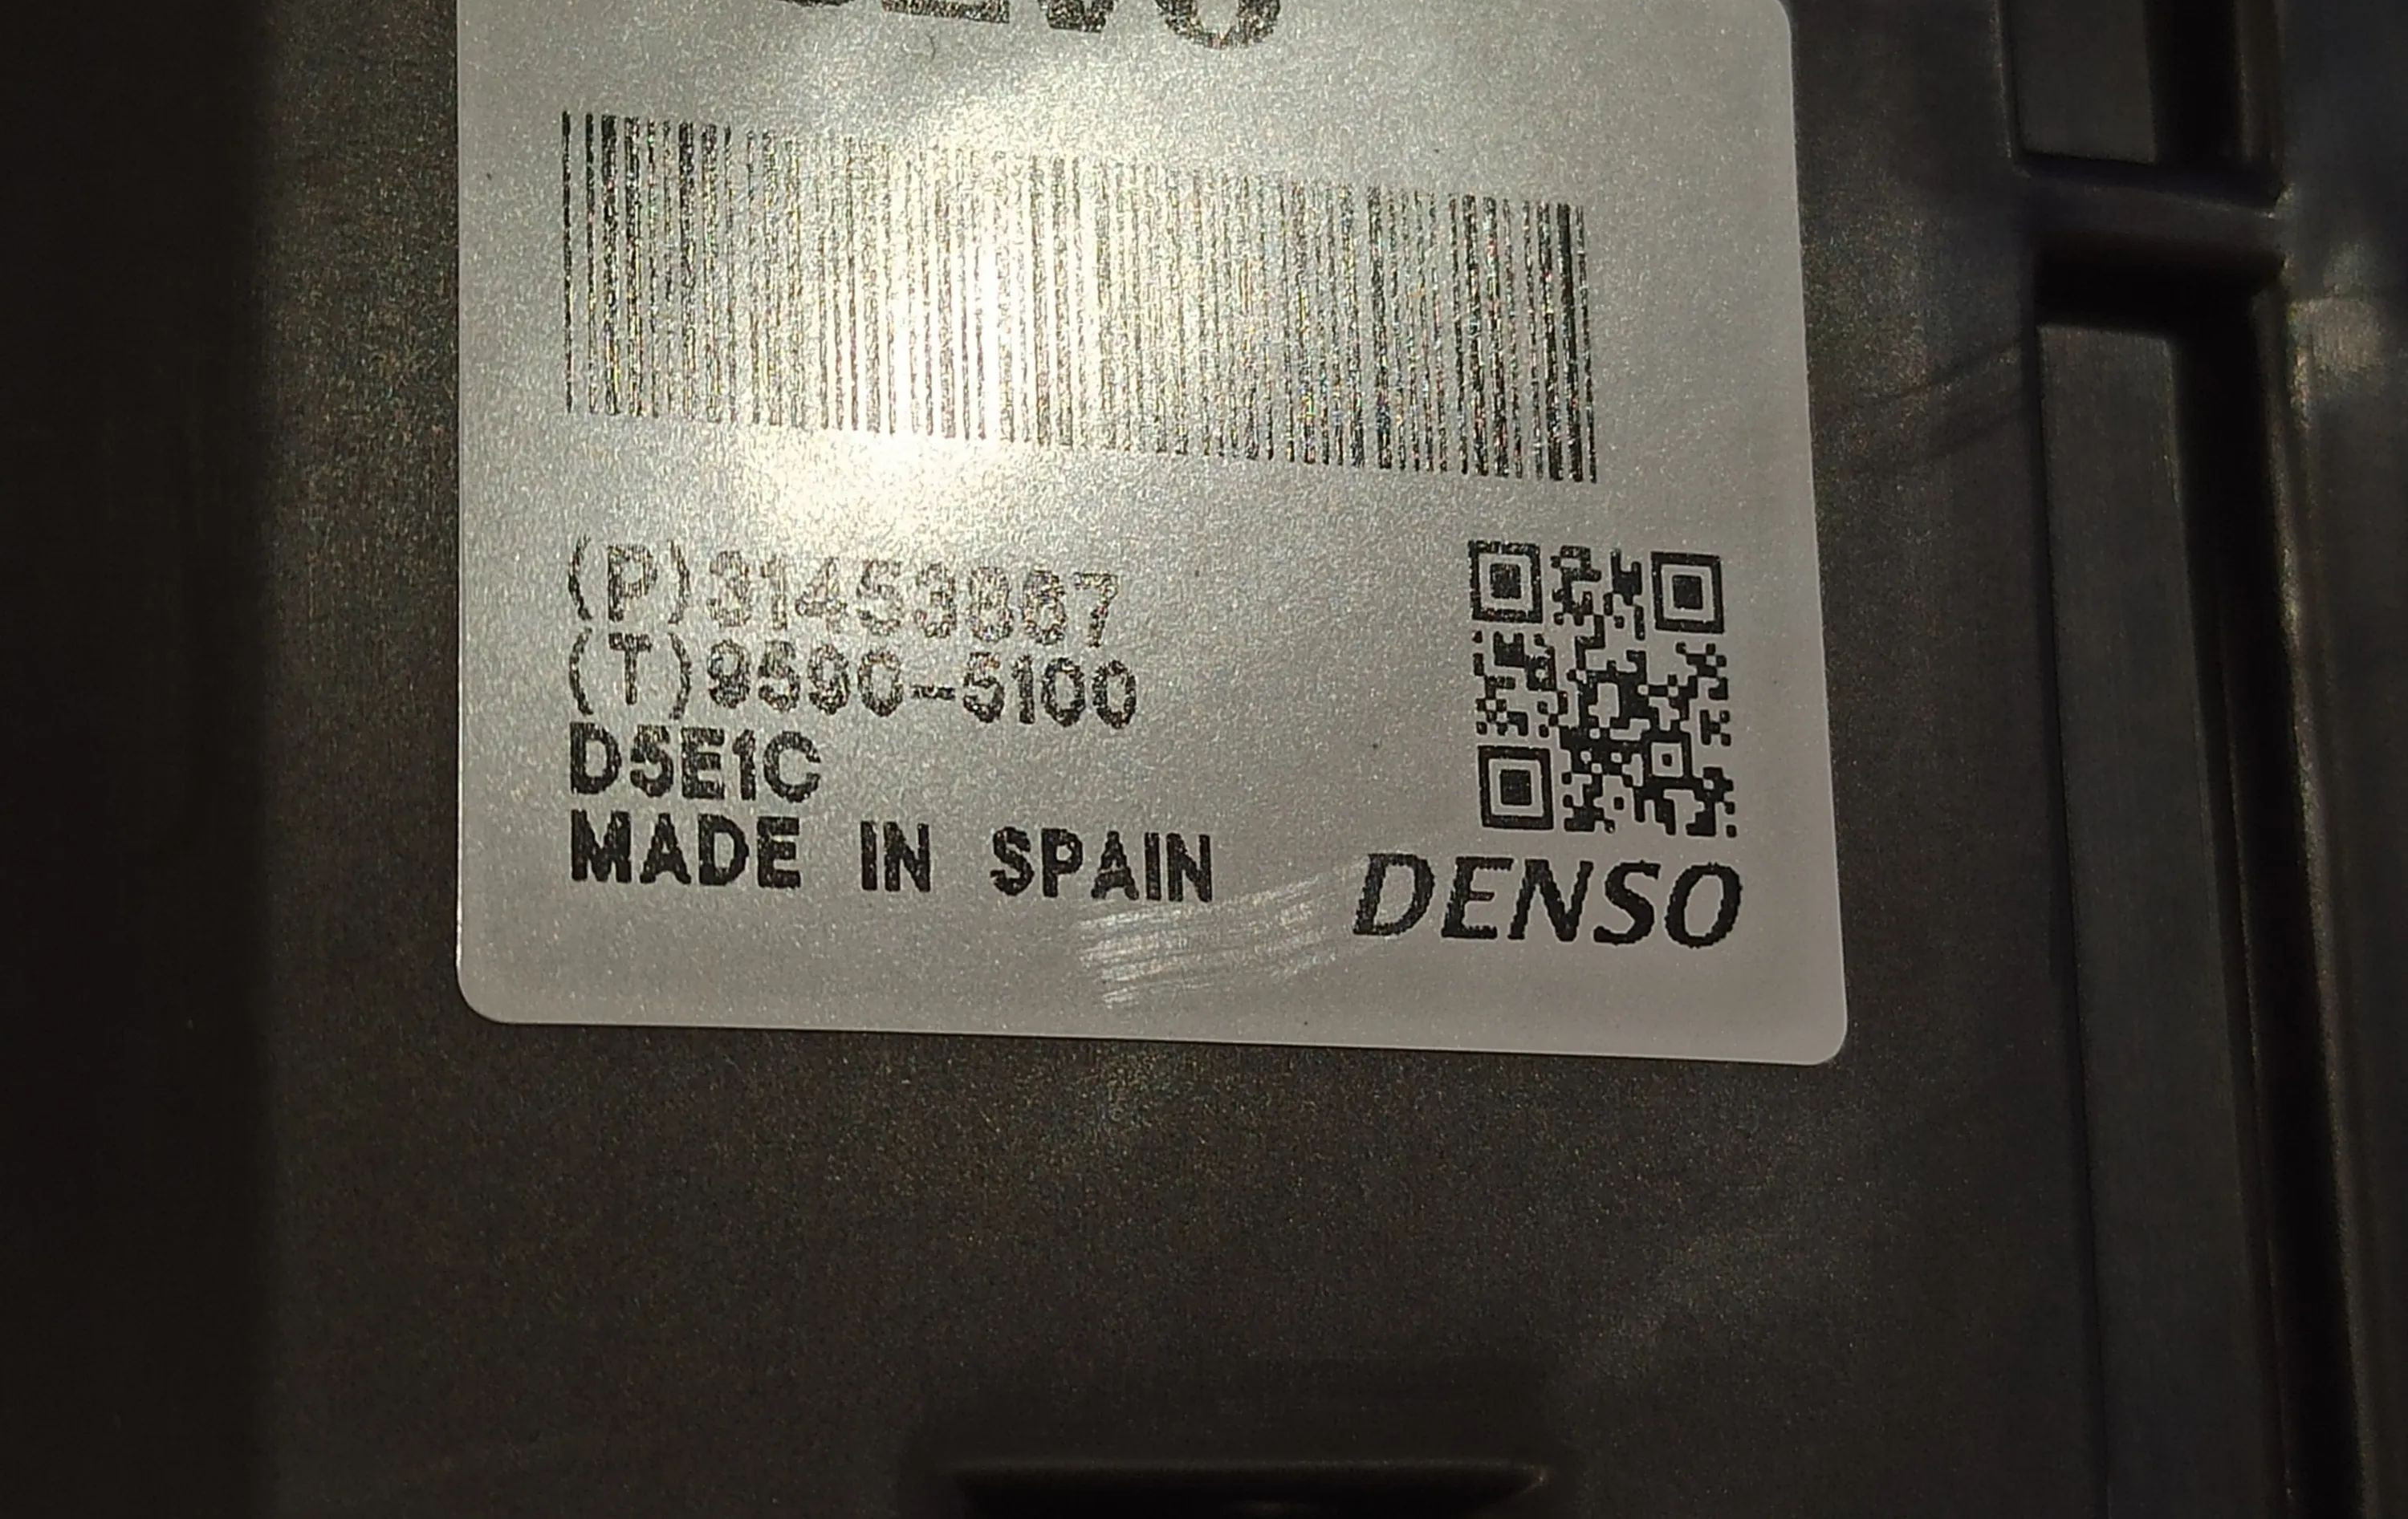 (P)31453867
(T)9590-5100
D5E1C
MADE IN SPAIN
DENSO